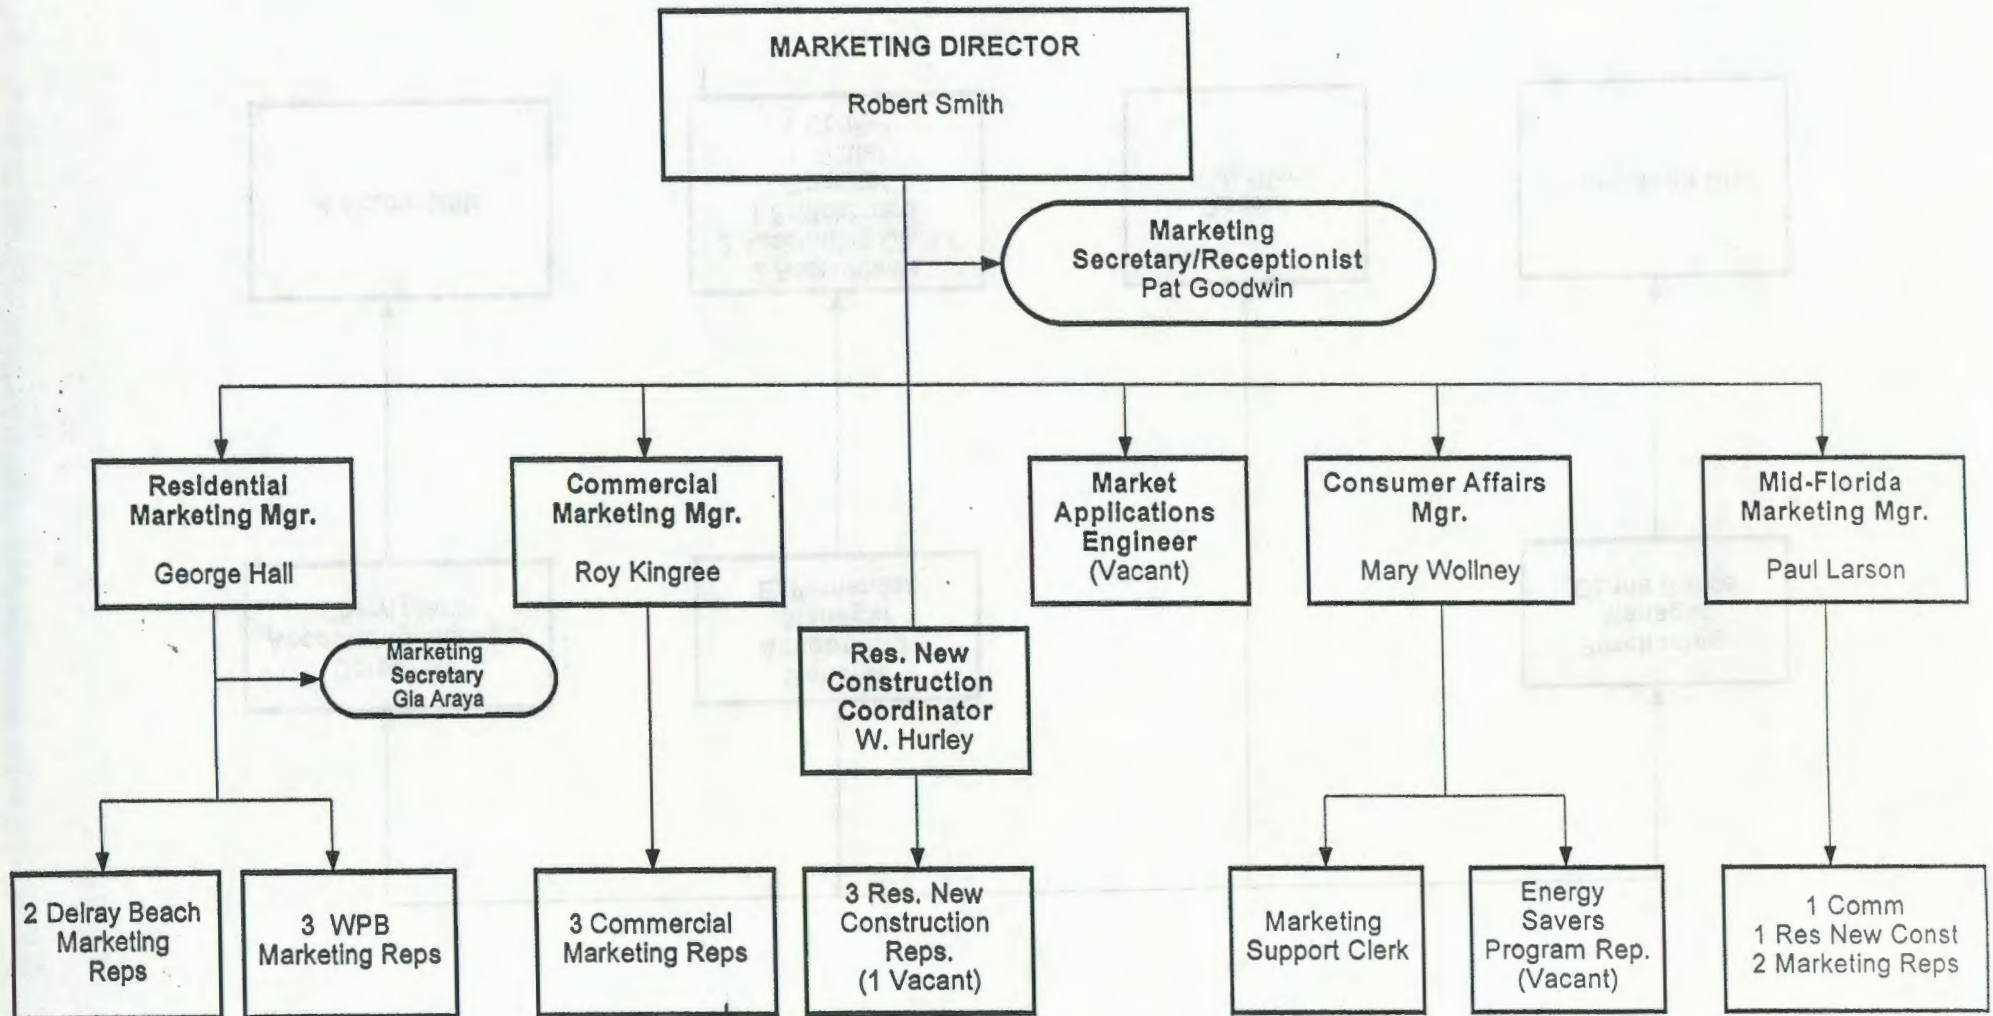 MARKETING DIRECTOR
Robert Smith
Marketing
Secretary/Receptionist
Pat Goodwin
Residential
Marketing Mgr.
George Hall
Commercial
Marketing Mgr.
Roy Kingree
Market
Applications
Engineer
(Vacant)
Consumer Affairs
Mgr.
Mary Wollney
Mid-Florida
Marketing Mgr.
Paul Larson
Marketing
Secretary
Gia Araya
Res. New
Construction
Coordinator
W. Hurley
2 Delray Beach
Marketing
Reps
3 WPB
Marketing Reps
3 Commercial
Marketing Reps
3 Res. New
Construction
Reps.
(1 Vacant)
Marketing
Support Clerk
Energy
Savers
Program Rep.
(Vacant)
1 Comm
1 Res New Const
2 Marketing Reps